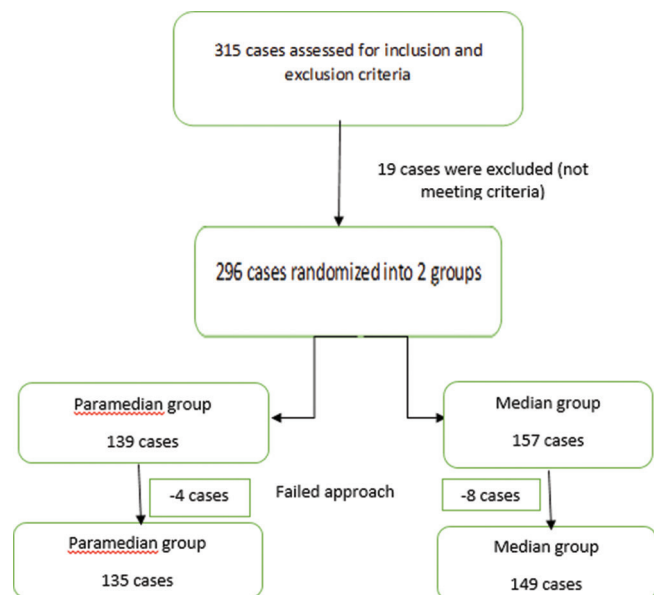 315 cases assessed for inclusion and
exclusion criteria
19 cases were excluded (not
meeting criteria)
296 cases randomized into 2 groups
Paramedian group
139 cases
Median group
157 cases
-4 cases
Failed approach
-8 cases
Paramedian group
135 cases
Median group
149 cases